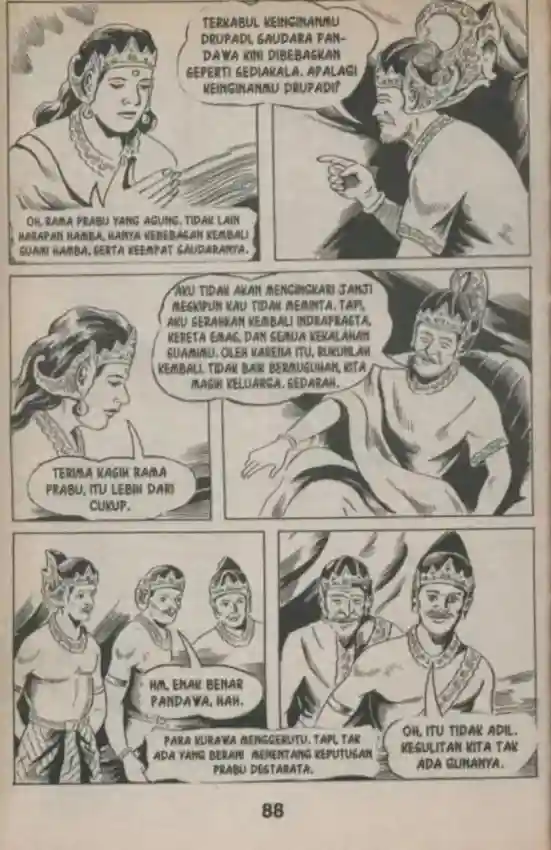 OH, RAMA PRABU YANG AGUNG, TIDAK LAIN
HARAPAN HAMBA, HANYA KEBEBASAN KEMBALI
SUAMI HAMBA, SERTA KEEMPAT SAUDARANYA.
TERKABUL KEINGINANMU
DRUPADI, SAUDARA PAN-
DAWA KINI DIBEBASKAN
SEPERTI SEDIAKALA. APALAGI
KEINGINANMU DRUPADI?
AKU TIDAK AKAN MENGINGKARI JANJI
MESKIPUN KAU TIDAK MEMINTA. TAPI,
AKU SERAHKAN KEMBALI INDRAPRASTA,
KERETA EMAS, DAN SEMUA KEKALAHAN
SUAMIMU. OLEH KARENA ITU, RUKUNLAH
KEMBALI. TIDAK BAIK BERMUSUHAN, KITA
MASIH KELUARGA. SEDARAH.
TERIMA KASIH RAMA
PRABU, ITU LEBIH DARI
CUKUP.
HM, ENAK BENAR
PANDAWA, HAH.
PARA KURAWA MENGGERUTU. TAPI, TAK
ADA YANG BERANI MENENTANG KEPUTUSAN
PRABU DESTARATA.
OH, ITU TIDAK ADIL.
KESULITAN KITA TAK
ADA GUNANYA.
88